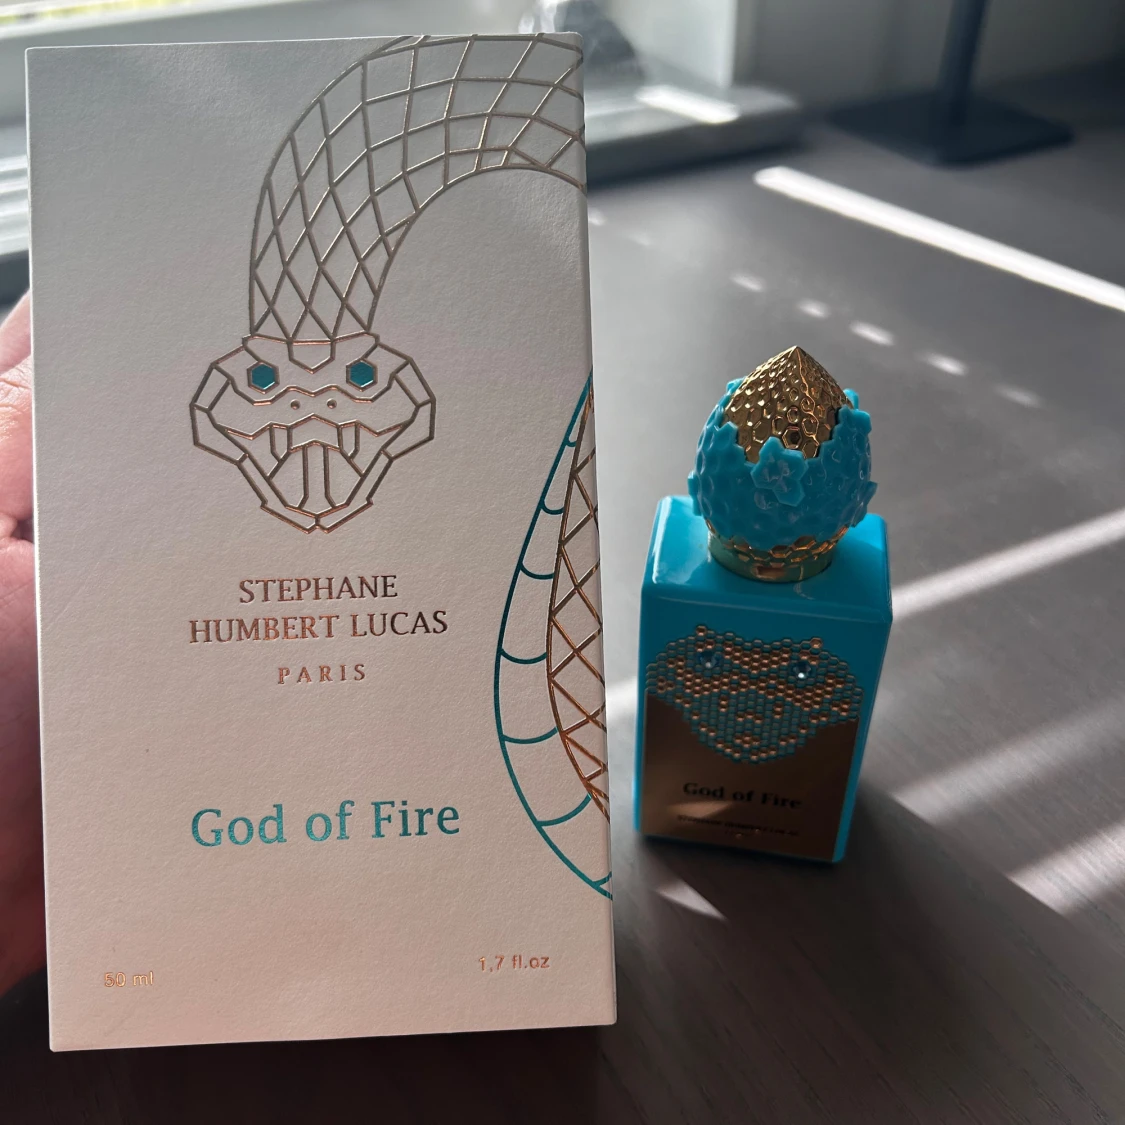 STEPHANE
HUMBERT LUCAS
PARIS
God of Fire
50 ml
1,7 fl.oz
God of Fire